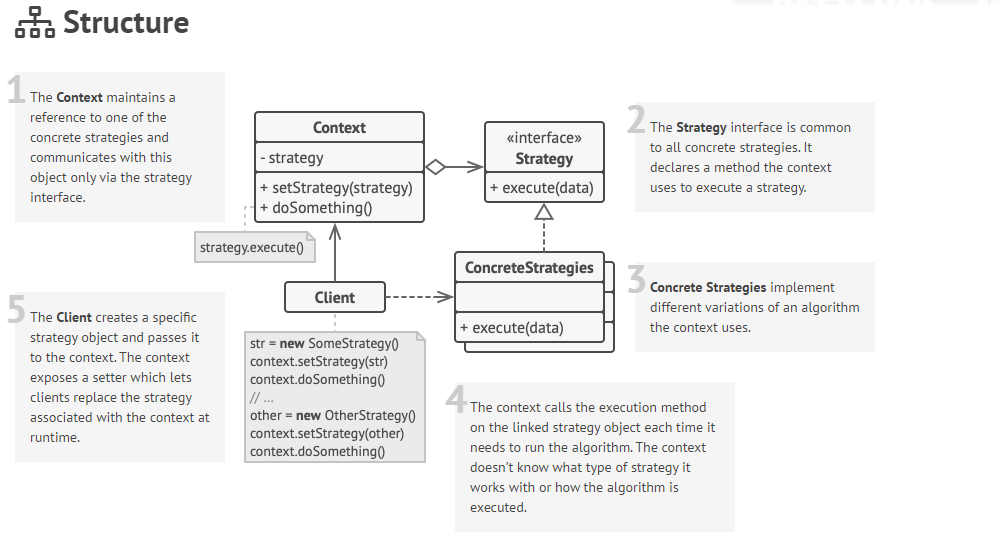 Structure
1
The Context maintains a
reference to one of the
concrete strategies and
communicates with this
object only via the strategy
interface.
Context
- strategy
+ setStrategy(strategy)
+ doSomething()
strategy.execute()
«interface»
Strategy
+ execute(data)
2
The Strategy interface is common
to all concrete strategies. It
declares a method the context
uses to execute a strategy.
ConcreteStrategies
+ execute(data)
3
Concrete Strategies implement
different variations of an algorithm
the context uses.
Client
str = new SomeStrategy()
context.setStrategy(str)
context.doSomething()
// ...
other = new OtherStrategy()
context.setStrategy(other)
context.doSomething()
4
The context calls the execution method
on the linked strategy object each time it
needs to run the algorithm. The context
doesn’t know what type of strategy it
works with or how the algorithm is
executed.
5
The Client creates a specific
strategy object and passes it
to the context. The context
exposes a setter which lets
clients replace the strategy
associated with the context at
runtime.